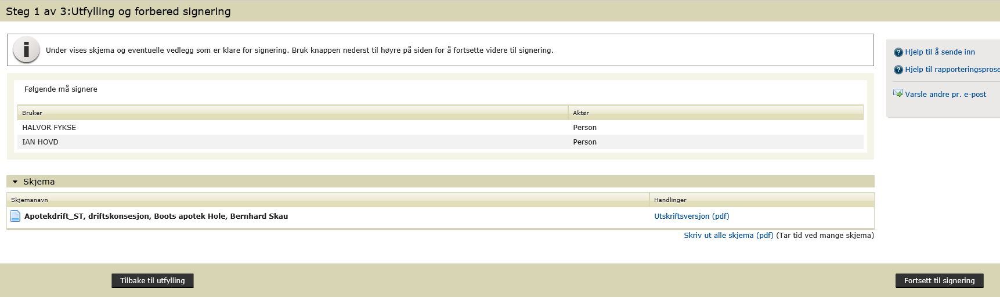 Steg 1 av 3:Utfylling og forbered signering
Under vises skjema og eventuelle vedlegg som er klare for signering. Bruk knappen nederst til høyre på siden for å fortsette videre til signering.
Hjelp til å sende inn
Hjelp til rapporteringsprose
Varsle andre pr. e-post
Følgende må signere
Bruker Aktør
HALVOR FYKSE Person
IAN HOVD Person
Skjema
Skjemanavn Handlinger
Apotekdrift_ST, driftskonsesjon, Boots apotek Hole, Bernhard Skau Utskriftsversjon (pdf)
Skriv ut alle skjema (pdf) (Tar tid ved mange skjema)
Tilbake til utfylling Fortsett til signering